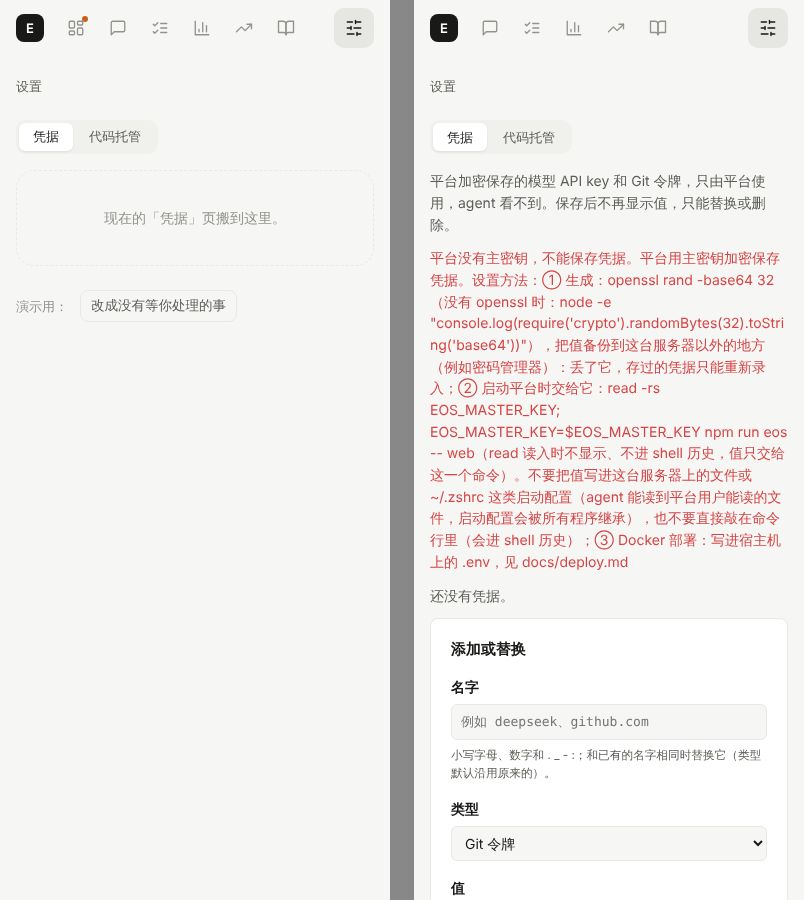 E
设置
凭据
代码托管
现在的「凭据」页搬到这里。
演示用：
改成没有等你处理的事
E
设置
凭据
代码托管
平台加密保存的模型 API key 和 Git 令牌，只由平台使
用，agent 看不到。保存后不再显示值，只能替换或删
除。
平台没有主密钥，不能保存凭据。平台用主密钥加密保存
凭据。设置方法：① 生成：openssl rand -base64 32
（没有 openssl 时：node -e
"console.log(require('crypto').randomBytes(32).toStri
ng('base64'))"），把值备份到这台服务器以外的地方
（例如密码管理器）：丢了它，存过的凭据只能重新录
入；② 启动平台时交给它：read -rs
EOS_MASTER_KEY;
EOS_MASTER_KEY=$EOS_MASTER_KEY npm run eos
-- web（read 读入时不显示、不进 shell 历史，值只交给
这一个命令）。不要把值写进这台服务器上的文件或
~/.zshrc 这类启动配置（agent 能读到平台用户能读的文
件，启动配置会被所有程序继承），也不要直接敲在命令
行里（会进 shell 历史）；③ Docker 部署：写进宿主机
上的 .env，见 docs/deploy.md
还没有凭据。
添加或替换
名字
例如 deepseek、github.com
小写字母、数字和 . _ - : ；和已有的名字相同时替换它（类型
默认沿用原来的）。
类型
Git 令牌
值